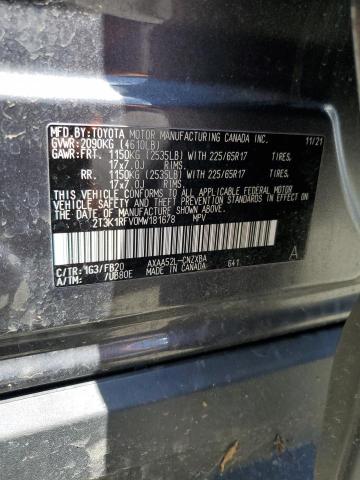 MFD.BY: TOYOTA MOTOR MANUFACTURING CANADA INC. 11/21
GVWR: 2090KG (4610LB)
GAWR: FRT. 1150KG (2535LB) WITH 225/65R17 TIRES,
17x7.0J RIMS,
RR. 1150KG (2535LB) WITH 225/65R17 TIRES,
17x7.0J RIMS,
THIS VEHICLE CONFORMS TO ALL APPLICABLE FEDERAL MOTOR
VEHICLE SAFETY AND THEFT PREVENTION STANDARDS IN EFFECT
ON THE DATE OF MANUFACTURE SHOWN ABOVE.
2T3K1RFV0MW181678 MPV
C/TR: 1G3/FB20 AXAA52L-CNZXBA 641 A
A/TM: /UB80E MADE IN CANADA